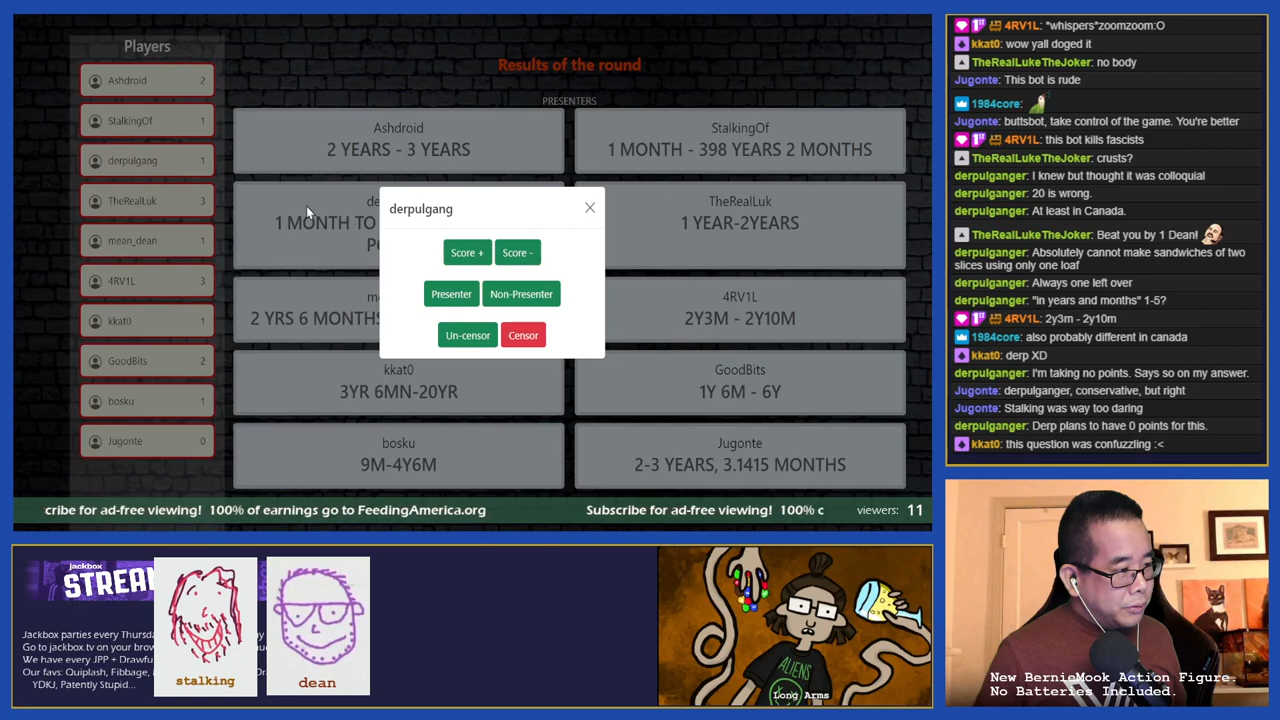 Players
Ashdroid 2
StalkingOf 1
derpulgang 1
TheRealLuk 3
mean_dean 1
4RV1L 3
kkat0 1
GoodBits 2
bosku 1
Jugonte 0
Results of the round
PRESENTERS
Ashdroid
2 YEARS - 3 YEARS
StalkingOf
1 MONTH - 398 YEARS 2 MONTHS
de
1 MONTH TO
TheRealLuk
1 YEAR-2YEARS
2 YRS 6 MONTHS
4RV1L
2Y3M - 2Y10M
kkat0
3YR 6MN-20YR
GoodBits
1Y 6M - 6Y
bosku
9M-4Y6M
Jugonte
2-3 YEARS, 3.1415 MONTHS
derpulgang
Score +
Score -
Presenter
Non-Presenter
Un-censor
Censor
cribe for ad-free viewing! 100% of earnings go to FeedingAmerica.org
Subscribe for ad-free viewing! 100% c
viewers: 11
4RV1L: *whispers*zoomzoom:O
kkat0: wow yall doged it
TheRealLukeTheJoker: no body
Jugonte: This bot is rude
1984core:
Jugonte: buttsbot, take control of the game. You're better
4RV1L: this bot kills fascists
TheRealLukeTheJoker: crusts?
derpulganger: I knew but thought it was colloquial
derpulganger: 20 is wrong.
derpulganger: At least in Canada.
TheRealLukeTheJoker: Beat you by 1 Dean!
derpulganger: Absolutely cannot make sandwiches of two
slices using only one loaf
derpulganger: Always one left over
derpulganger: "in years and months" 1-5?
4RV1L: 2y3m - 2y10m
1984core: also probably different in canada
kkat0: derp XD
derpulganger: I'm taking no points. Says so on my answer.
Jugonte: derpulganger, conservative, but right
Jugonte: Stalking was way too daring
derpulganger: Derp plans to have 0 points for this.
kkat0: this question was confuzzling :<
jackbox
STREA
Jackbox parties every Thursda
Go to jackbox.tv on your brow
We have every JPP + Drawfu
Our favs: Quiplash, Fibbage,
YDKJ, Patently Stupid...
stalking
dean
ALIENS
Long Arms
New BernieMook Action Figure.
No Batteries Included.